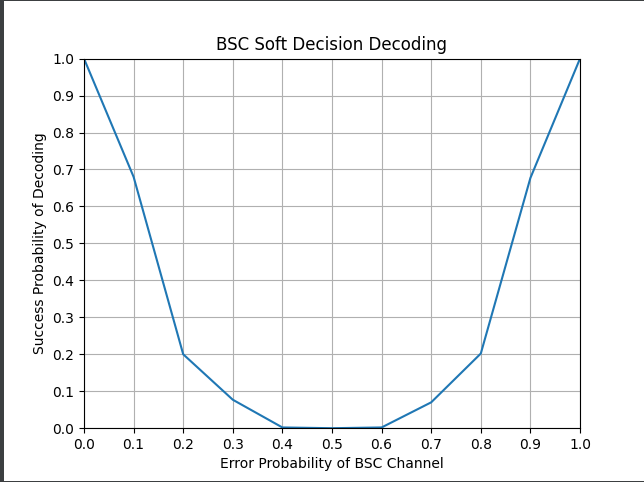 BSC Soft Decision Decoding
1.0
0.9
0.8
0.7
0.6
0.5
0.4
0.3
0.2
0.1
0.0
Success Probability of Decoding
0.0 0.1 0.2 0.3 0.4 0.5 0.6 0.7 0.8 0.9 1.0
Error Probability of BSC Channel